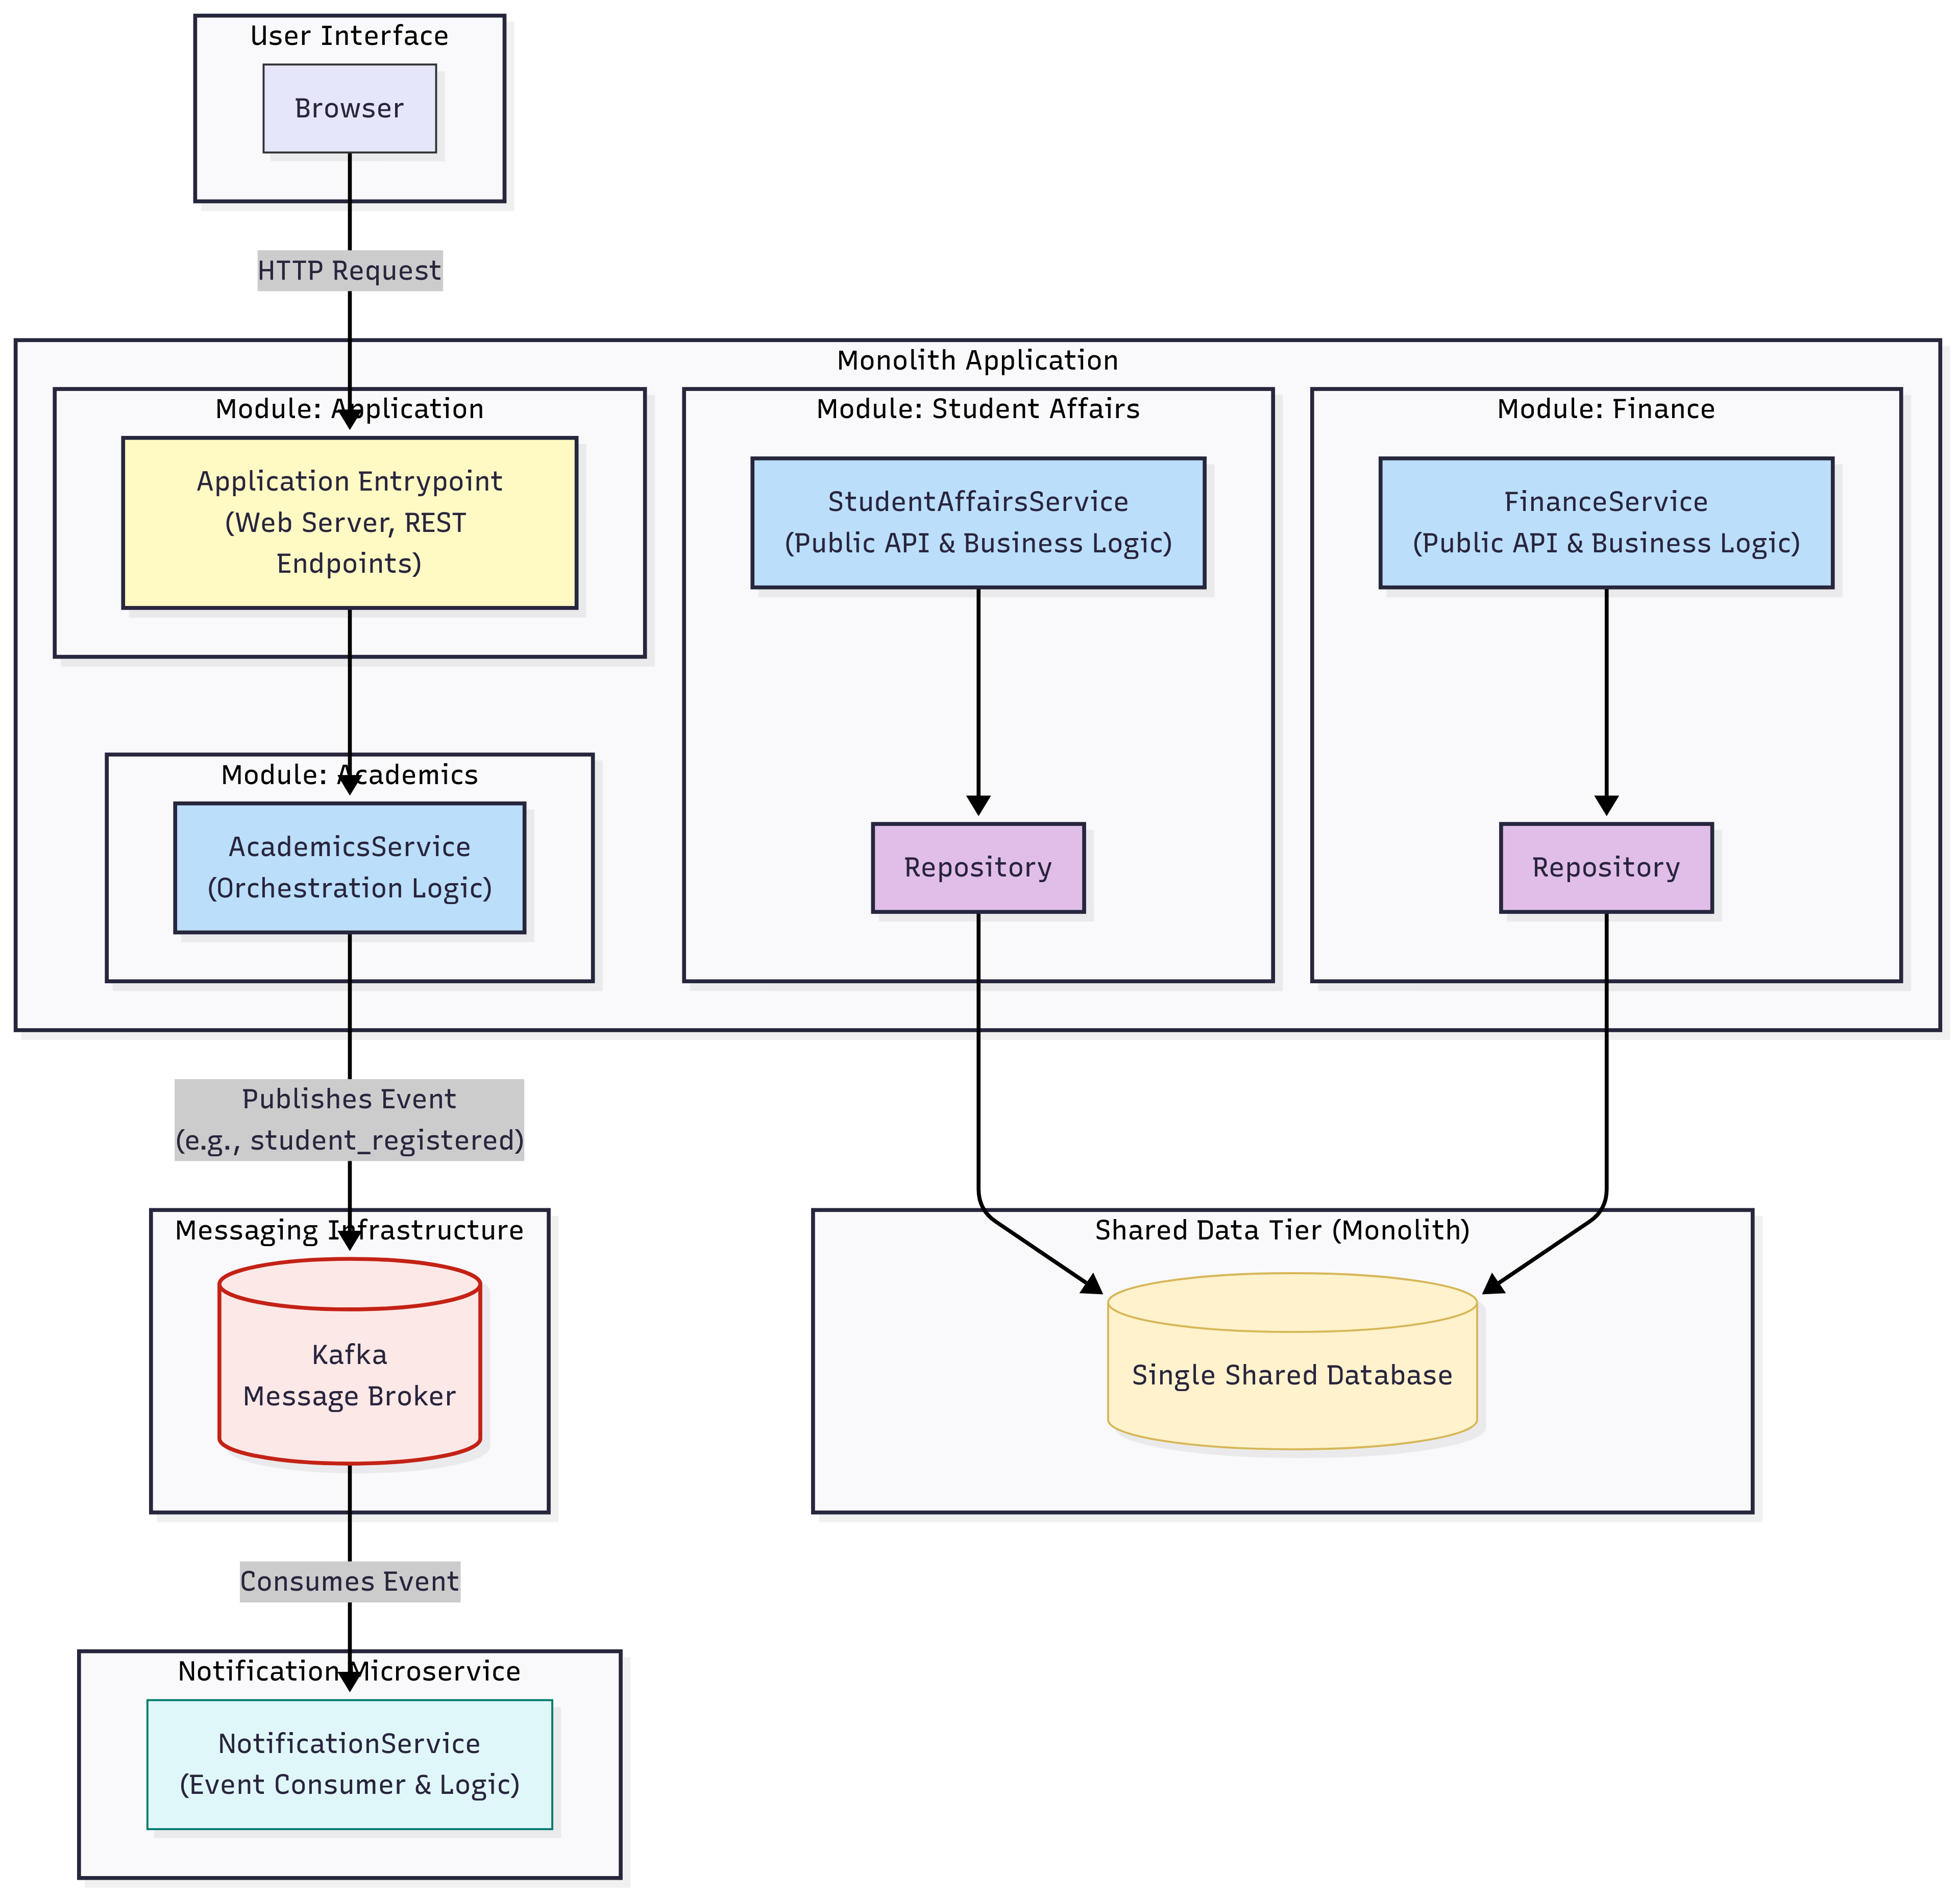 User Interface
Browser
HTTP Request
Monolith Application
Module: Application
Application Entrypoint
(Web Server, REST
Endpoints)
Module: Student Affairs
StudentAffairsService
(Public API & Business Logic)
Module: Finance
FinanceService
(Public API & Business Logic)
Module: Academics
AcademicsService
(Orchestration Logic)
Repository
Repository
Publishes Event
(e.g., student_registered)
Messaging Infrastructure
Kafka
Message Broker
Shared Data Tier (Monolith)
Single Shared Database
Consumes Event
Notification Microservice
NotificationService
(Event Consumer & Logic)